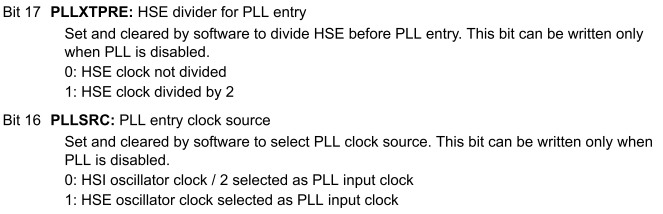 Bit 17 PLLXTPRE: HSE divider for PLL entry
Set and cleared by software to divide HSE before PLL entry. This bit can be written only
when PLL is disabled.
0: HSE clock not divided
1: HSE clock divided by 2
Bit 16 PLLSRC: PLL entry clock source
Set and cleared by software to select PLL clock source. This bit can be written only when
PLL is disabled.
0: HSI oscillator clock / 2 selected as PLL input clock
1: HSE oscillator clock selected as PLL input clock